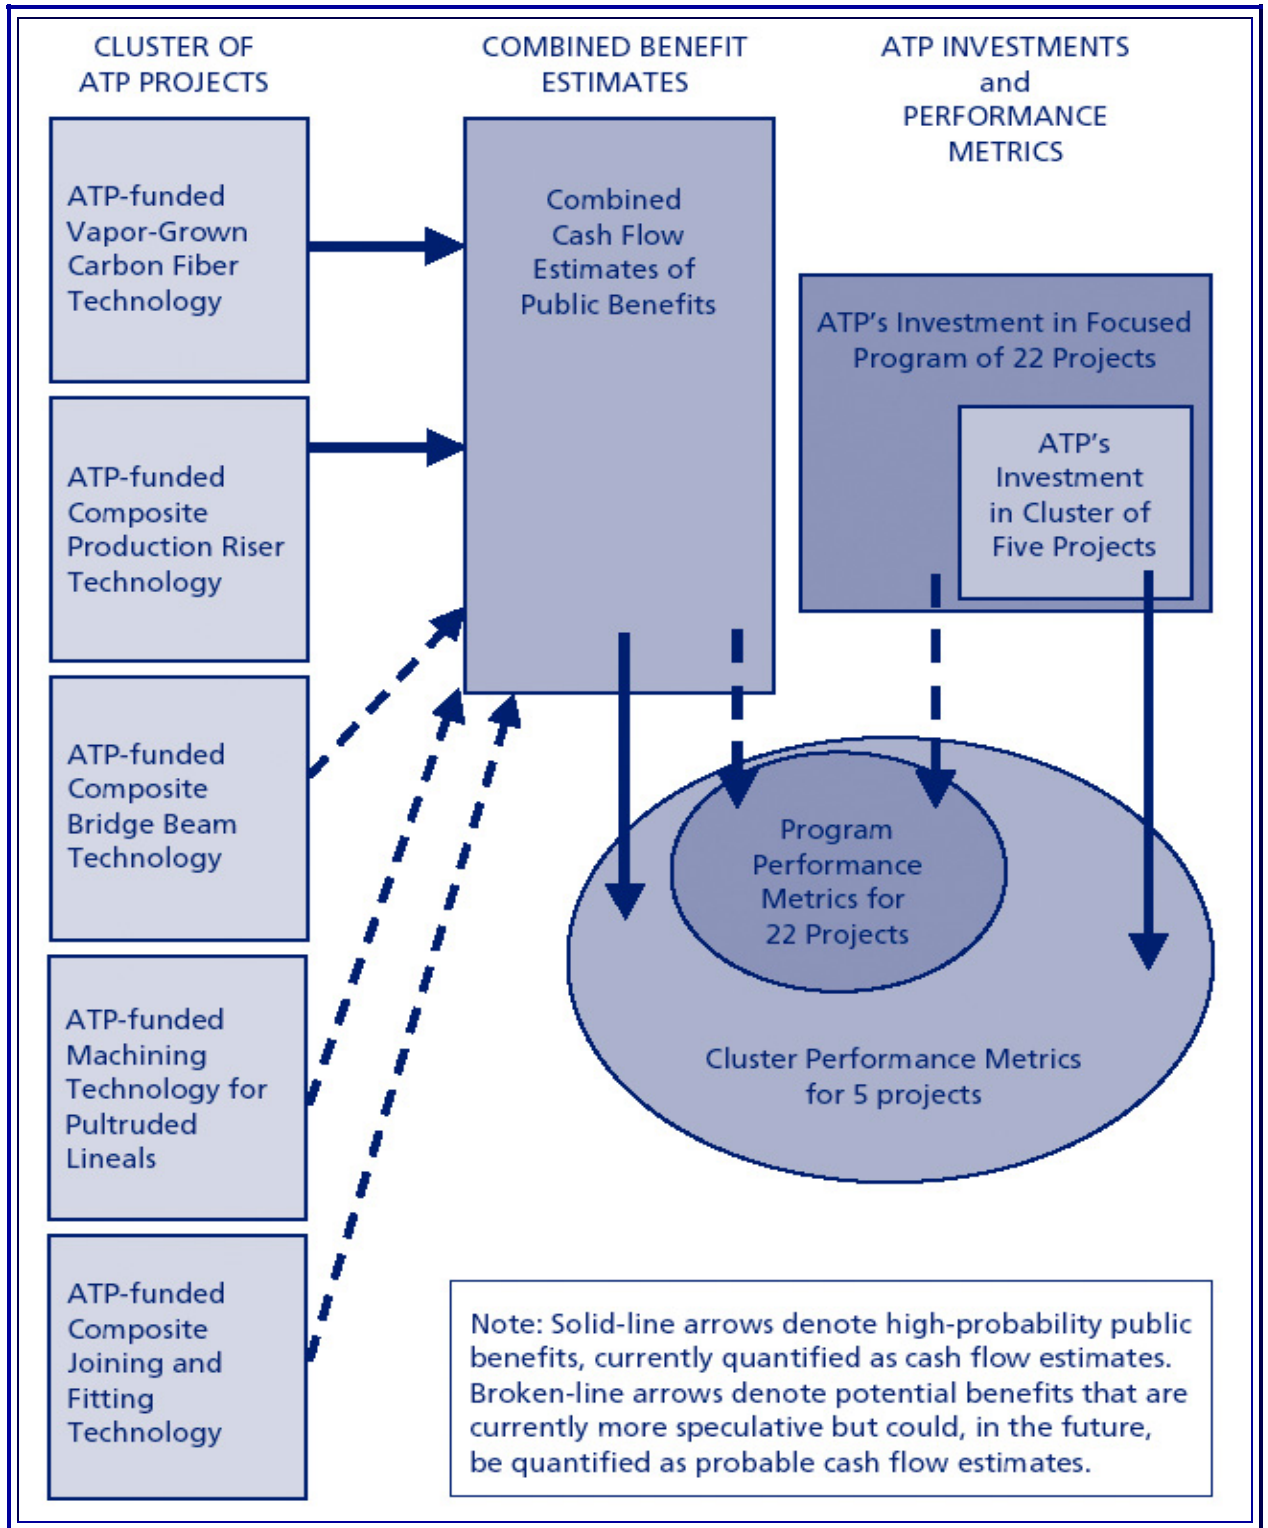 CLUSTER OF
ATP PROJECTS
COMBINED BENEFIT
ESTIMATES
ATP INVESTMENTS
and
PERFORMANCE
METRICS
ATP-funded
Vapor-Grown
Carbon Fiber
Technology
ATP-funded
Composite
Production Riser
Technology
ATP-funded
Composite
Bridge Beam
Technology
ATP-funded
Machining
Technology for
Pultruded
Lineals
ATP-funded
Composite
Joining and
Fitting
Technology
Combined
Cash Flow
Estimates of
Public Benefits
ATP’s Investment in Focused
Program of 22 Projects
ATP’s
Investment
in Cluster of
Five Projects
Program
Performance
Metrics for
22 Projects
Cluster Performance Metrics
for 5 projects
Note: Solid-line arrows denote high-probability public
benefits, currently quantified as cash flow estimates.
Broken-line arrows denote potential benefits that are
currently more speculative but could, in the future,
be quantified as probable cash flow estimates.